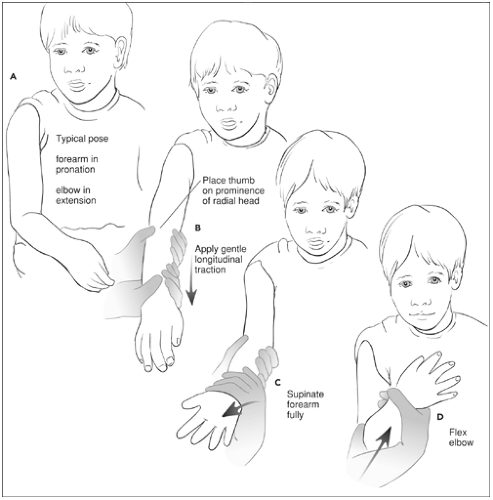 A
Typical pose
forearm in
pronation
elbow in
extension
Place thumb
on prominence
of radial head
B
Apply gentle
longitudinal
traction
C
Supinate
forearm
fully
D
Flex
elbow